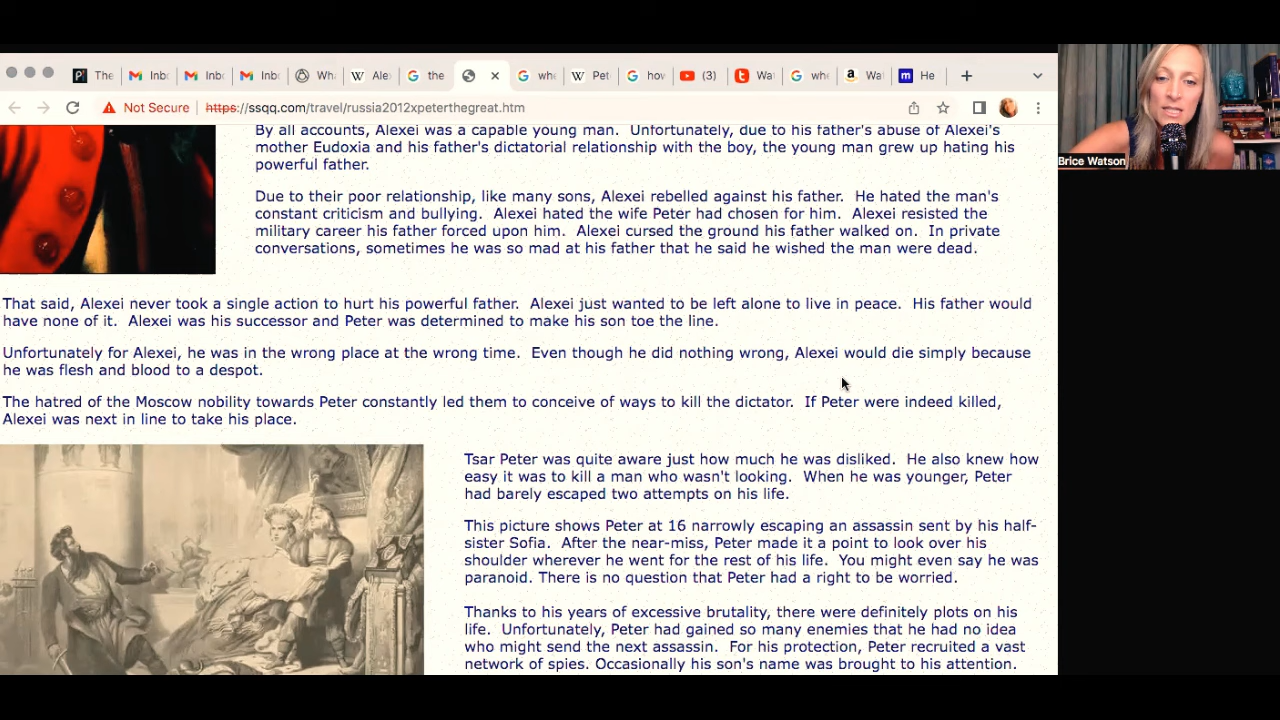 The
Inb
Inb
Inb
Wh
Ale
the
whe
Pet
hov
(3)
Wa
whe
Wa
He
Not Secure
https://ssqq.com/travel/russia2012xpeterthegreat.htm
Brice Watson
By all accounts, Alexei was a capable young man. Unfortunately, due to his father's abuse of Alexei's
mother Eudoxia and his father's dictatorial relationship with the boy, the young man grew up hating his
powerful father.
Due to their poor relationship, like many sons, Alexei rebelled against his father. He hated the man's
constant criticism and bullying. Alexei hated the wife Peter had chosen for him. Alexei resisted the
military career his father forced upon him. Alexei cursed the ground his father walked on. In private
conversations, sometimes he was so mad at his father that he said he wished the man were dead.
That said, Alexei never took a single action to hurt his powerful father. Alexei just wanted to be left alone to live in peace. His father would
have none of it. Alexei was his successor and Peter was determined to make his son toe the line.
Unfortunately for Alexei, he was in the wrong place at the wrong time. Even though he did nothing wrong, Alexei would die simply because
he was flesh and blood to a despot.
The hatred of the Moscow nobility towards Peter constantly led them to conceive of ways to kill the dictator. If Peter were indeed killed,
Alexei was next in line to take his place.
Tsar Peter was quite aware just how much he was disliked. He also knew how
easy it was to kill a man who wasn't looking. When he was younger, Peter
had barely escaped two attempts on his life.
This picture shows Peter at 16 narrowly escaping an assassin sent by his half-
sister Sofia. After the near-miss, Peter made it a point to look over his
shoulder wherever he went for the rest of his life. You might even say he was
paranoid. There is no question that Peter had a right to be worried.
Thanks to his years of excessive brutality, there were definitely plots on his
life. Unfortunately, Peter had gained so many enemies that he had no idea
who might send the next assassin. For his protection, Peter recruited a vast
network of spies. Occasionally his son's name was brought to his attention.